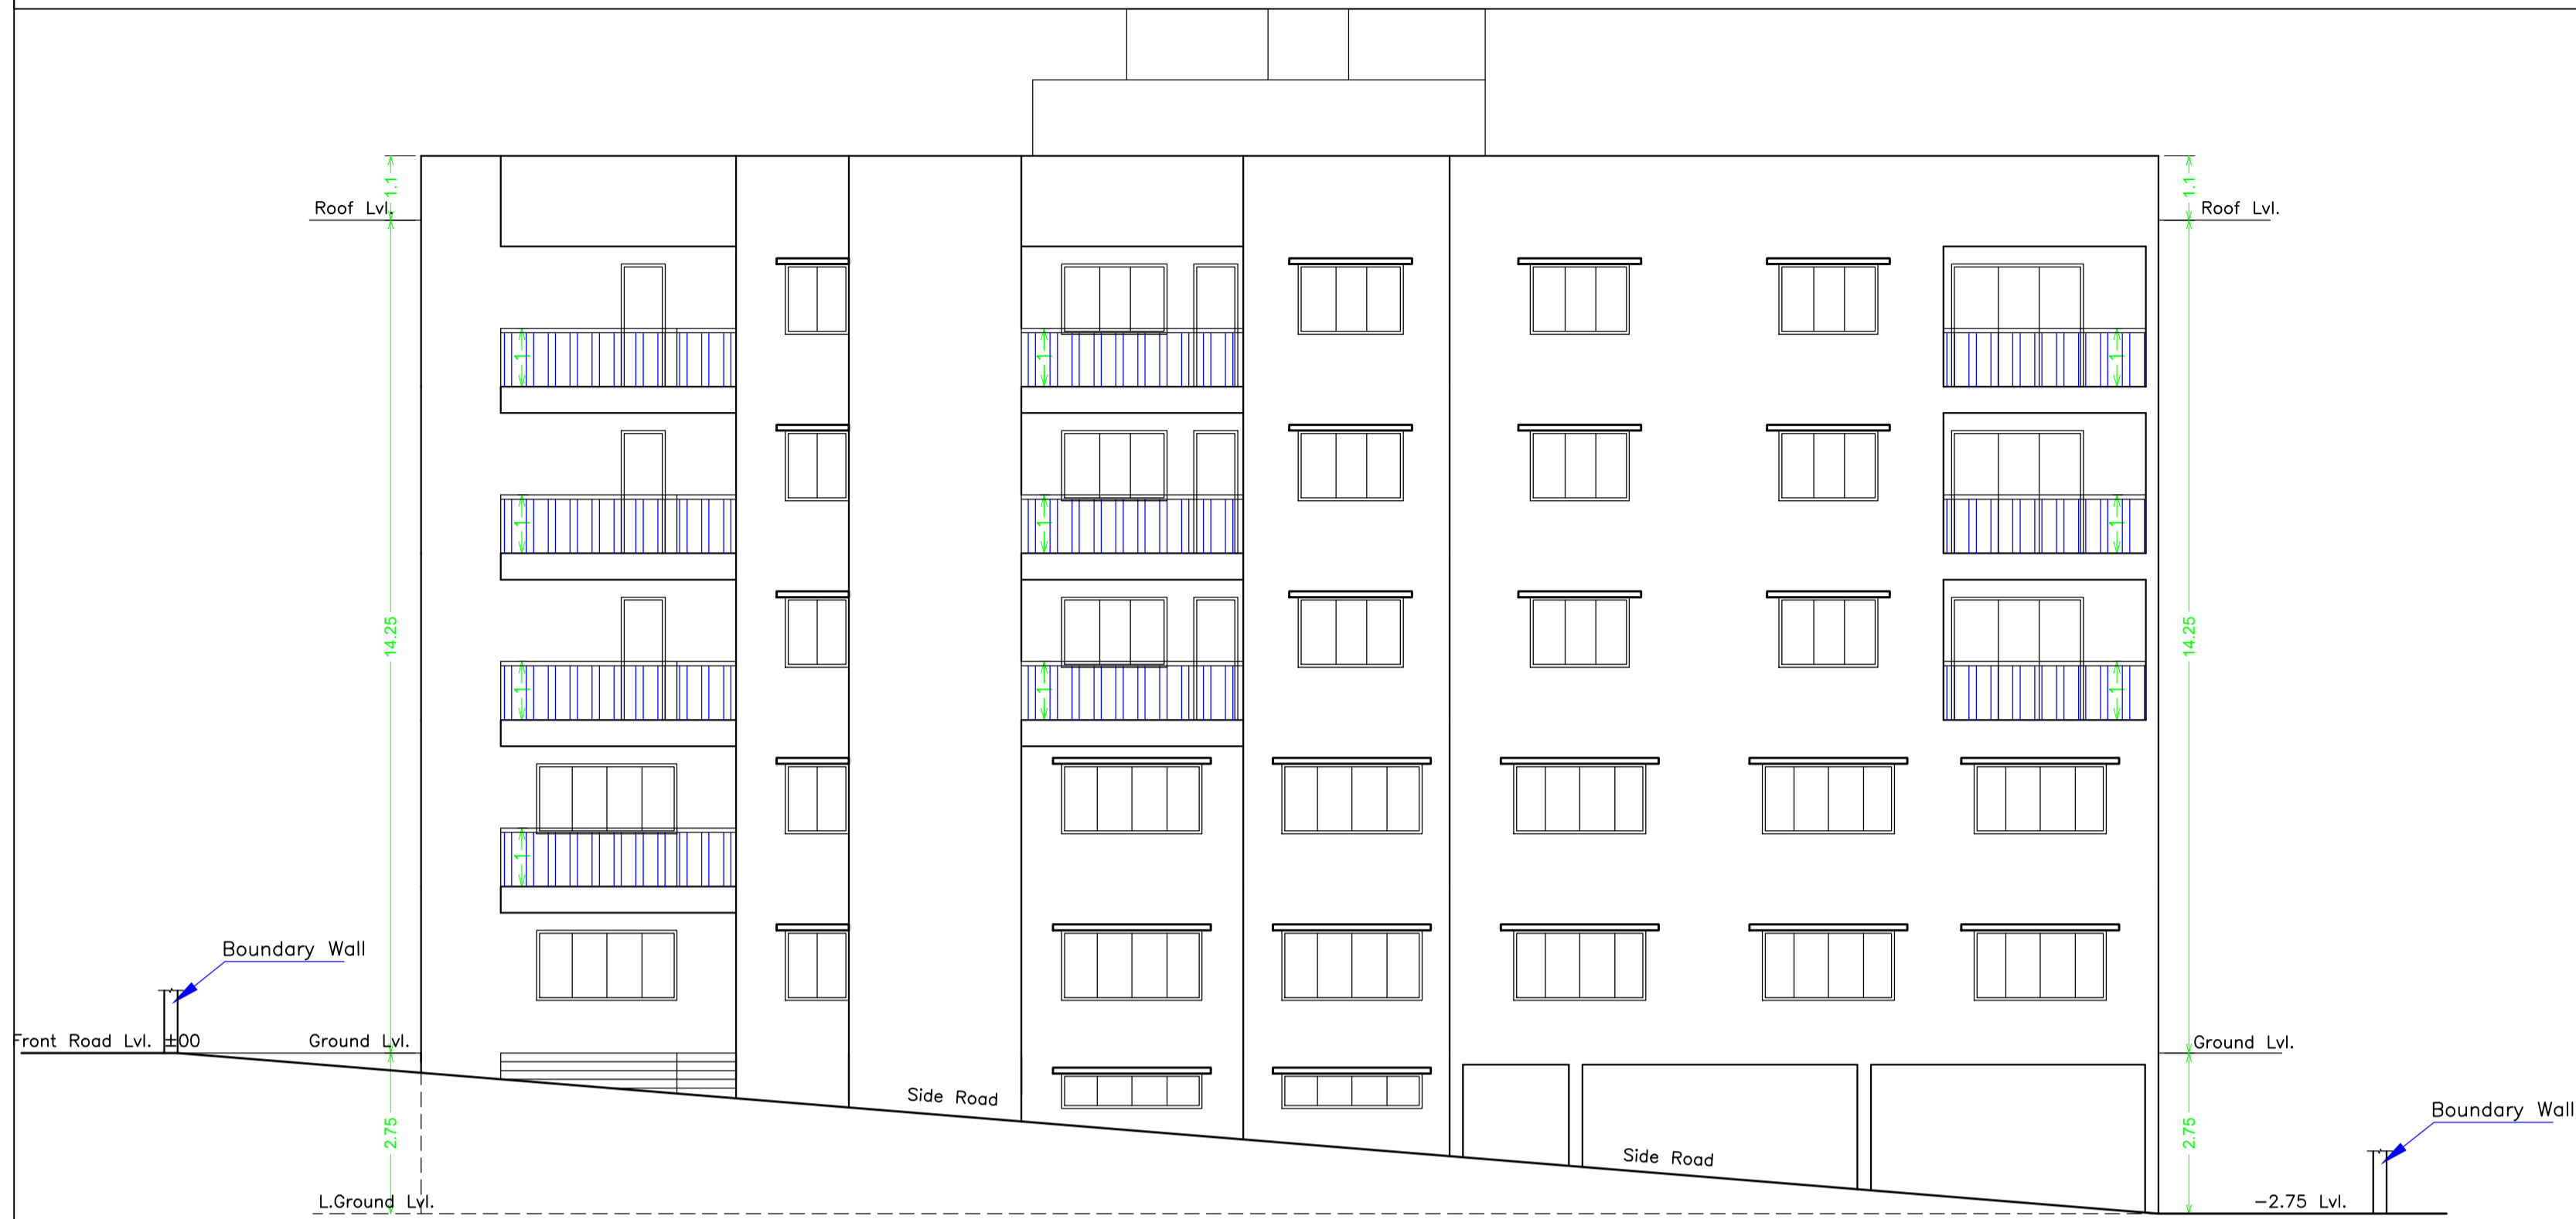 1.1
1.1
Roof Lvl.
Roof Lvl.
1
1
1
1
1
1
14.25
14.25
1
1
1
1
Boundary Wall
Front Road Lvl. ±00
Ground Lvl.
Ground Lvl.
Side Road
Boundary Wall
2.75
2.75
Side Road
L.Ground Lvl.
-2.75 Lvl.